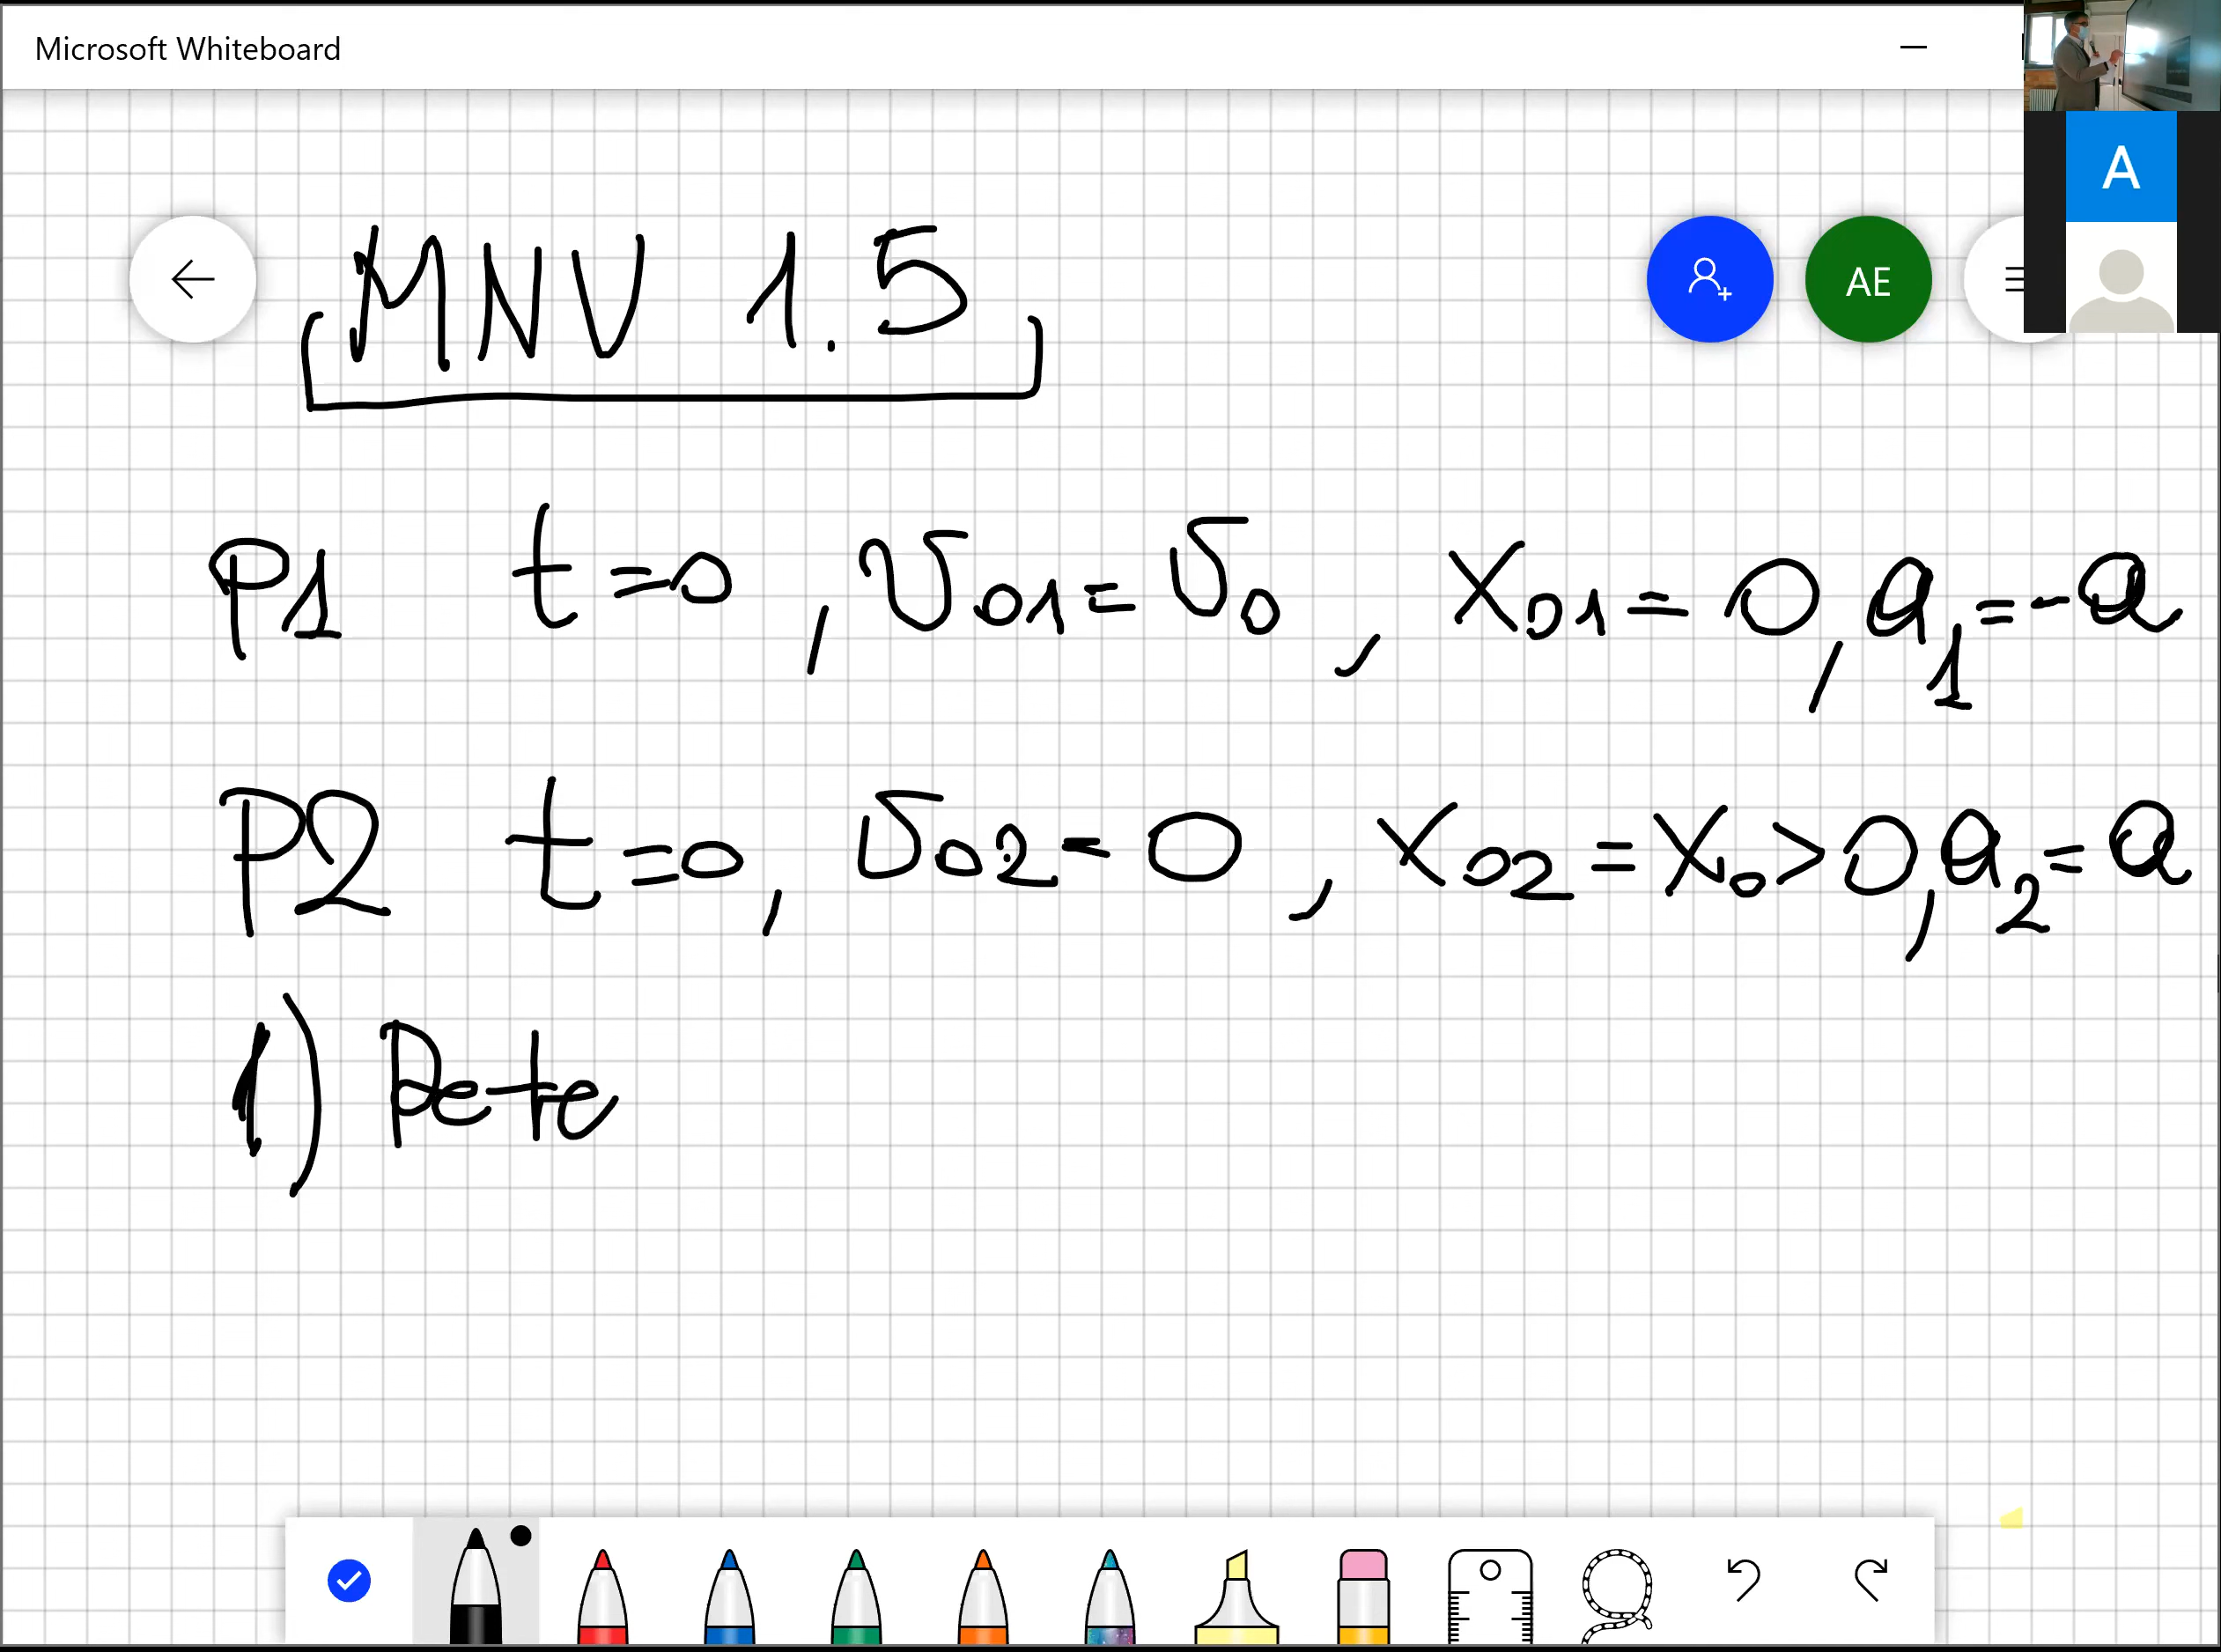 Microsoft Whiteboard
A
AE
MNV 1.5
P1 t=0, v01=v0, x01=0, a1=-a
P2 t=0, v02=0, x02=x0>0, a2=a
1) Rete